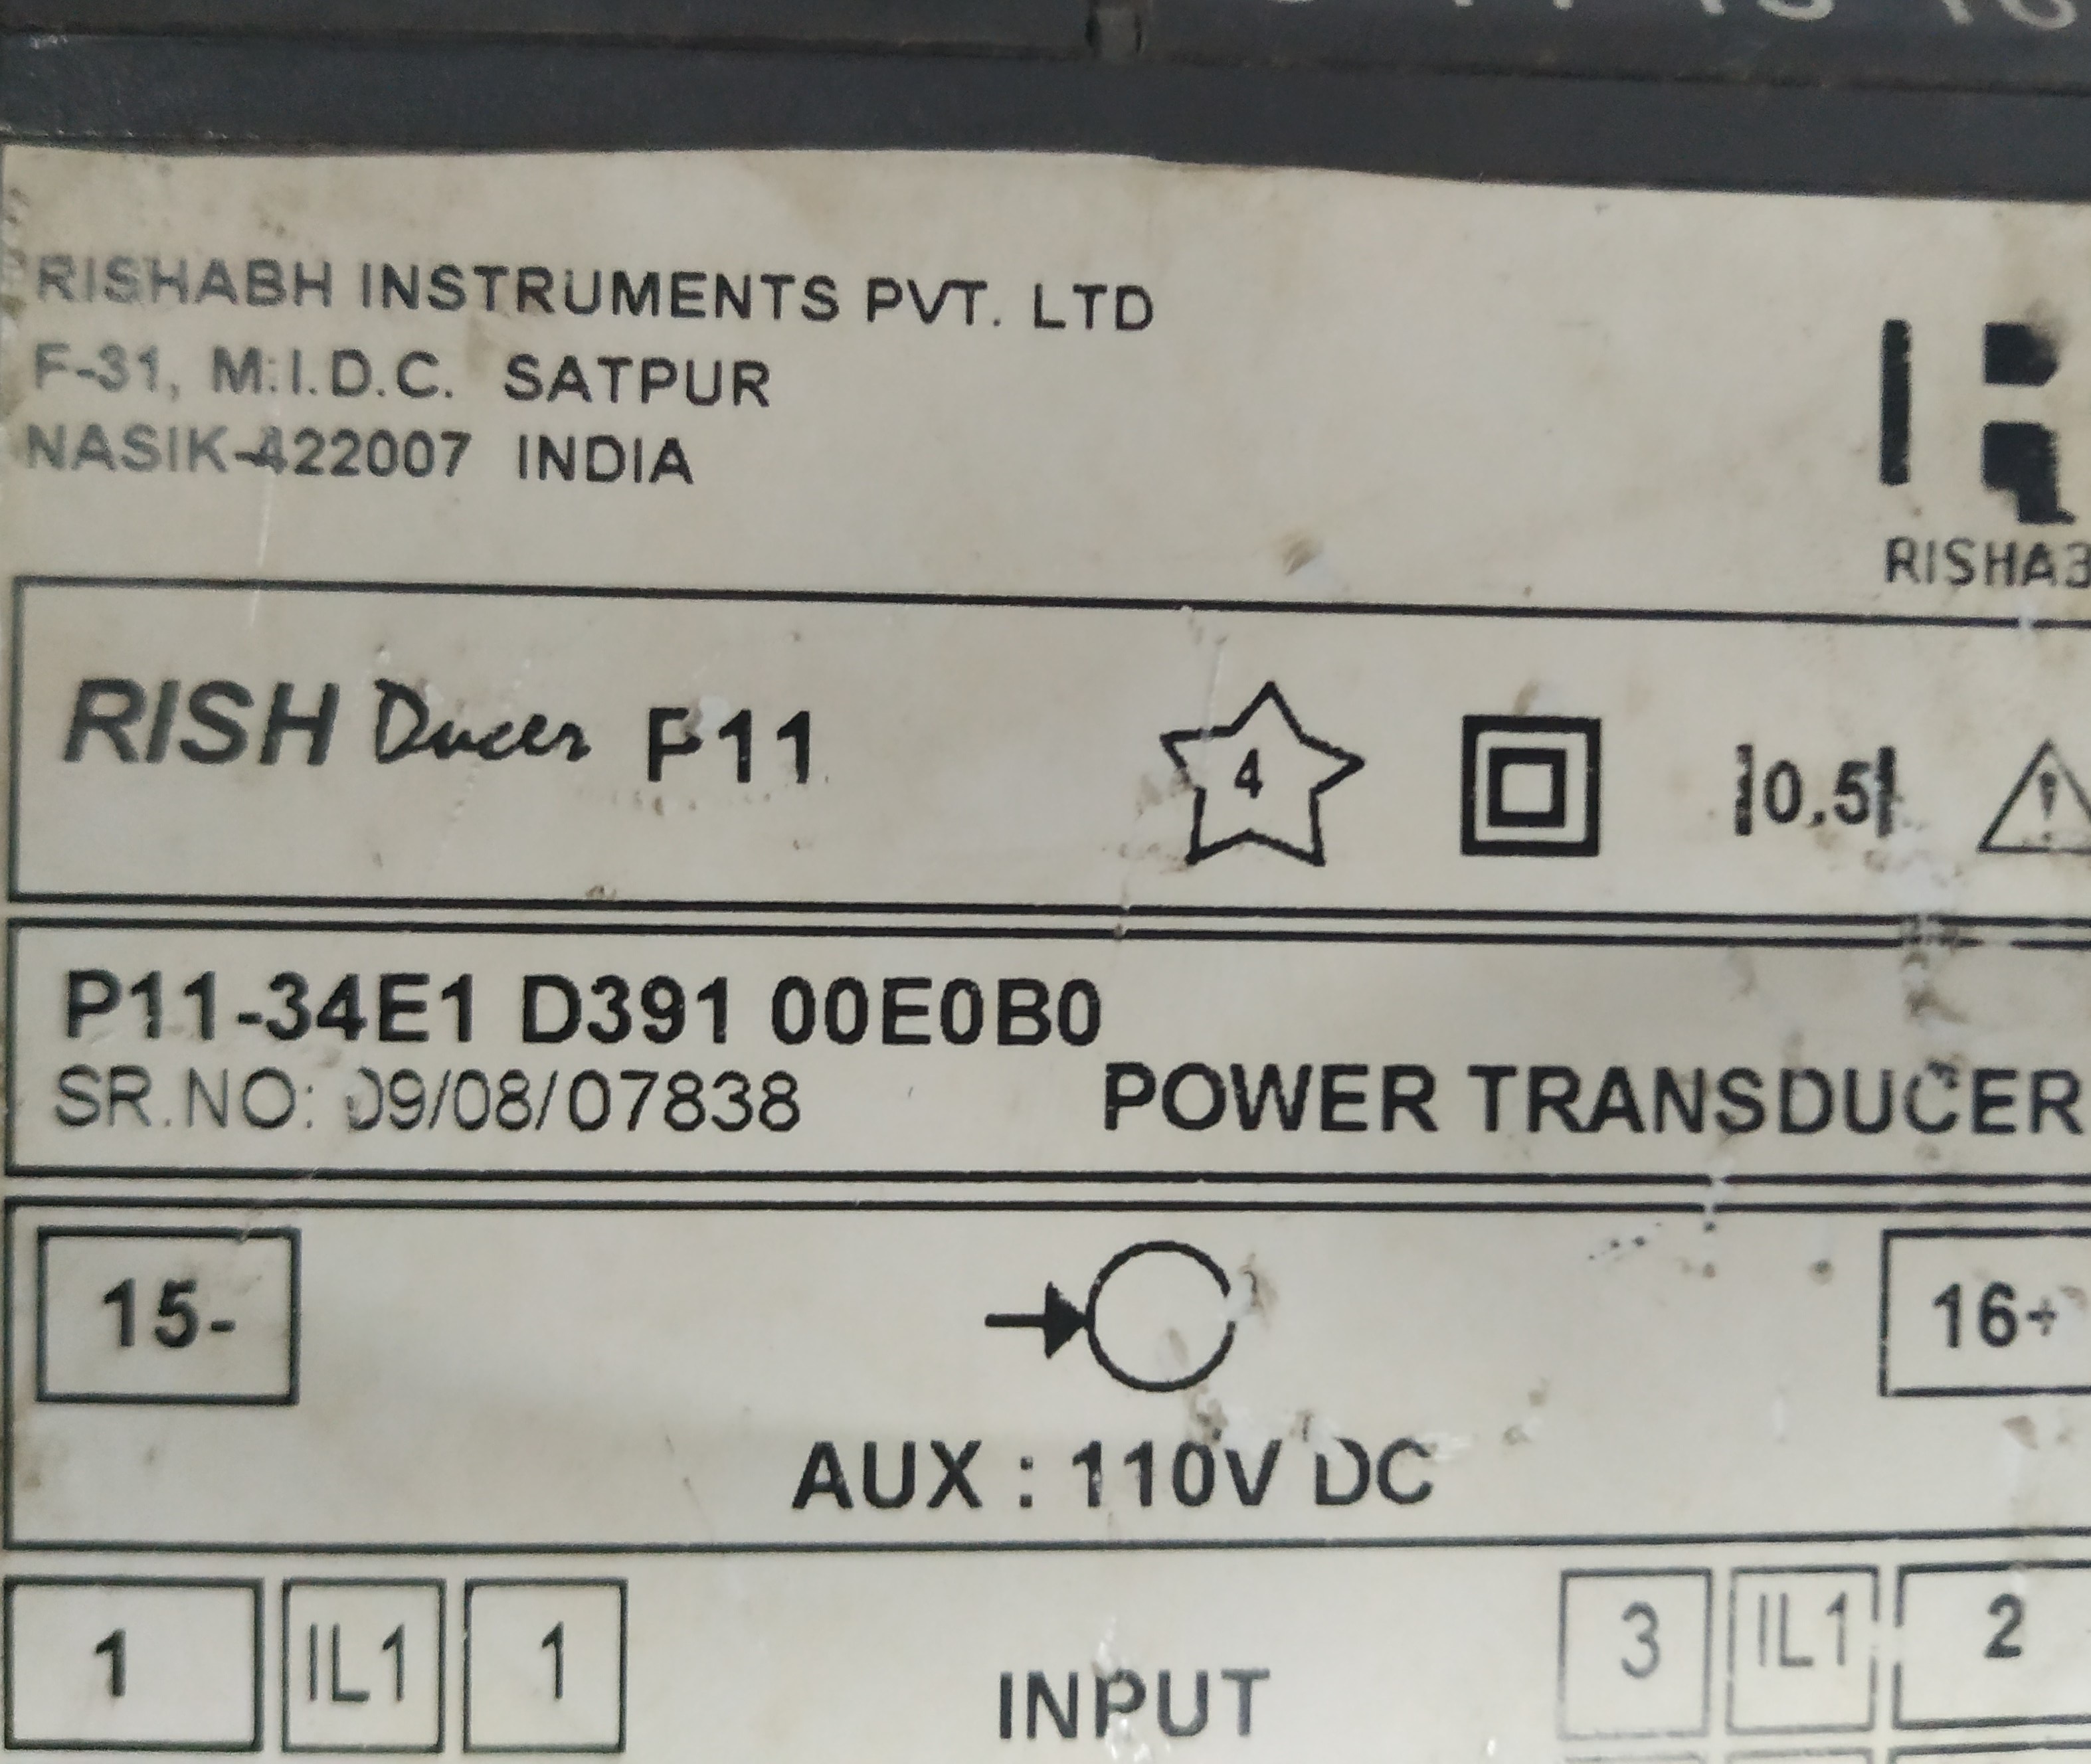 RISHABH INSTRUMENTS PVT. LTD
F-31, M.I.D.C. SATPUR
NASIK-422007 INDIA
RISHAB
RISH Ducer P11
4
0.5
P11-34E1 D391 00E0B0
SR.NO: 09/08/07838
POWER TRANSDUCER
15-
16+
AUX : 110V DC
1 IL1 1
INPUT
3 IL1 2